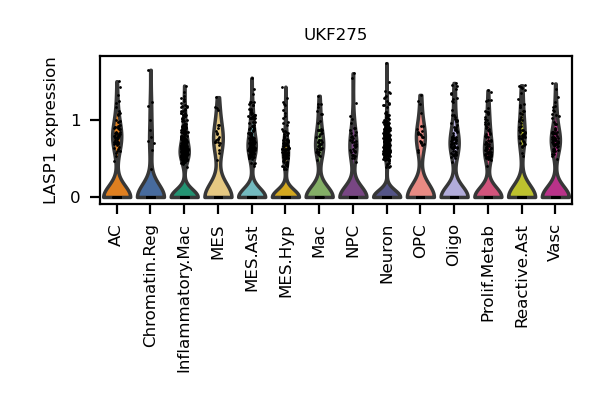 UKF275
LASP1 expression
1
0
AC
Chromatin.Reg
Inflammatory.Mac
MES
MES.Ast
MES.Hyp
Mac
NPC
Neuron
OPC
Oligo
Prolif.Metab
Reactive.Ast
Vasc